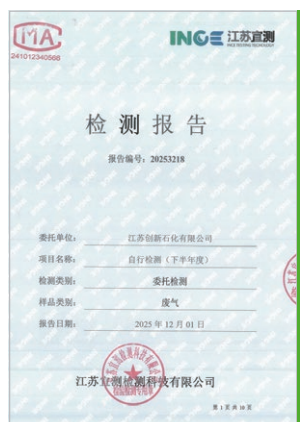 MA
INCE 江苏宜测
241012340568
检测报告
报告编号：20253218
委托单位： 江苏创新石化有限公司
项目名称： 自行检测（下半年度）
检测类别： 委托检测
样品类别： 废气
报告日期： 2025 年 12 月 01 日
江苏宜测检测科技有限公司
第 1 页 共 10 页